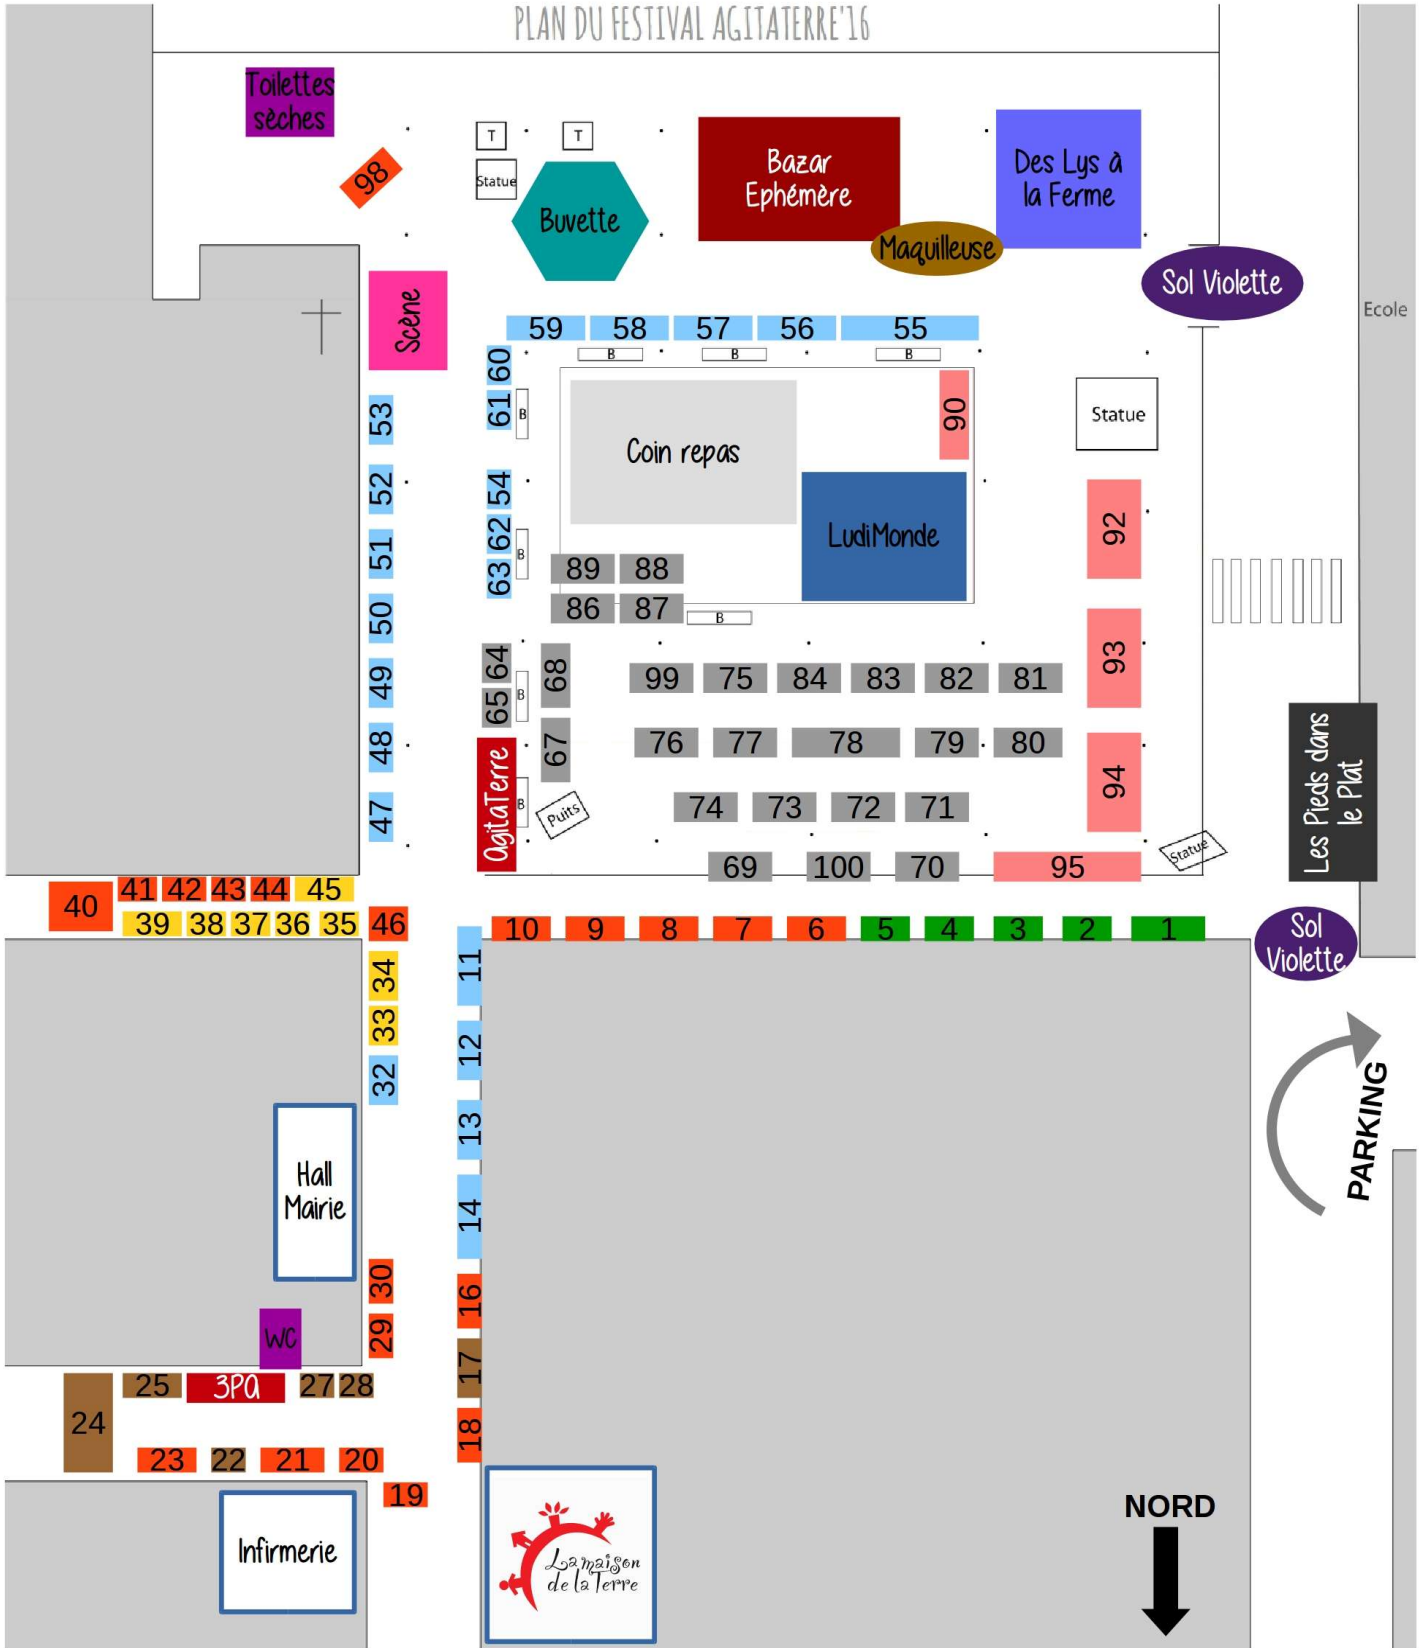 PLAN DU FESTIVAL AGITATERRE'16
Toilettes
sèches
98
T
T
Statue
Buvette
Bazar
Ephémère
Maquilleuse
Des Lys à
la Ferme
Sol Violette
Ecole
Scène
59 58 57 56 55
B B B
60
61
B
Coin repas
90
Statue
53
52
51
50
49
48
47
54
62
63
B
LudiMonde
92
89 88
86 87
B
93
64
65
B
68
67
99 75 84 83 82 81
76 77 78 79 80
94
AgitaTerre
B
Puits
74 73 72 71
Statue
69 100 70 95
Les Pieds dans
le Plat
40
41 42 43 44 45
39 38 37 36 35
46
10 9 8 7 6 5 4 3 2 1
Sol
Violette
34
33
32
11
12
13
14
16
17
18
PARKING
Hall
Mairie
30
29
WC
25 3PA 27 28
24
23 22 21 20
19
Infirmerie
La maison
de la Terre
NORD